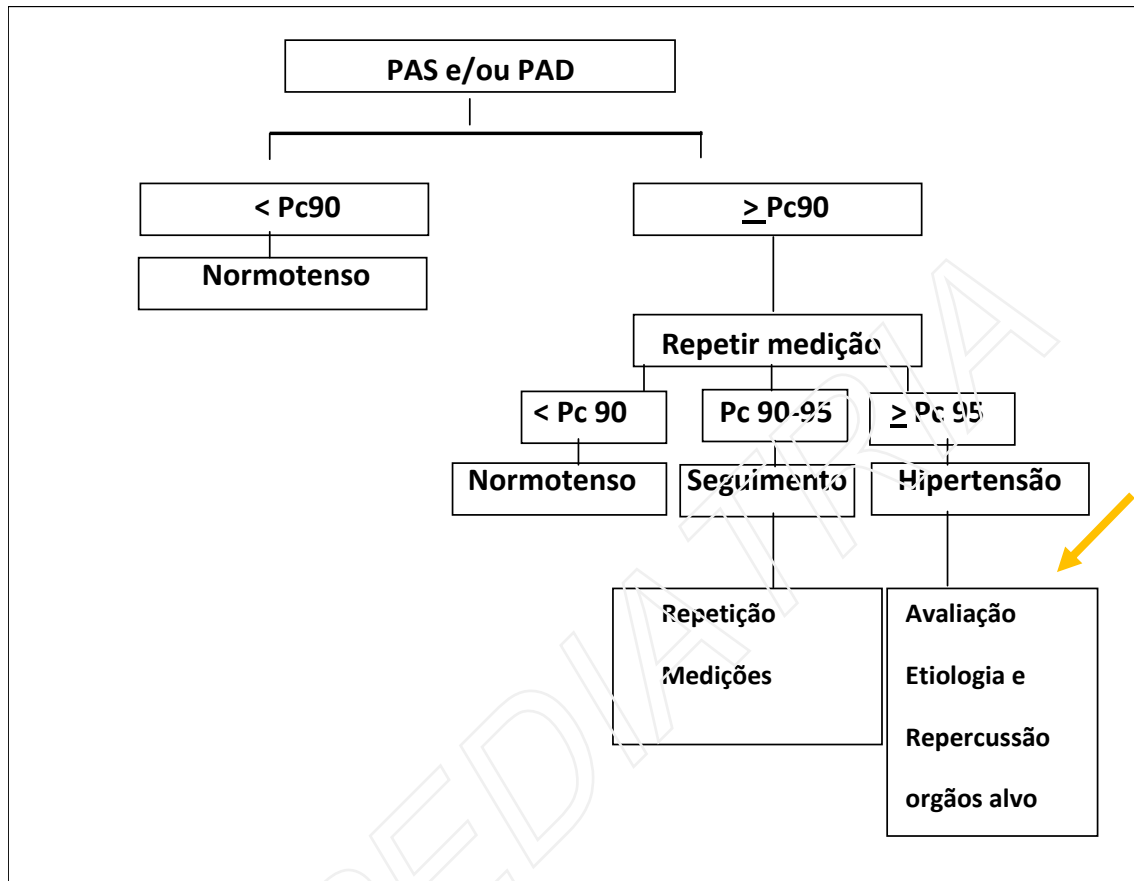 PAS e/ou PAD
< Pc90
≥ Pc90
Normotenso
Repetir medição
< Pc 90
Pc 90-95
≥ Pc 95
Normotenso
Seguimento
Hipertensão
Repetição
Medições
Avaliação
Etiologia e
Repercussão
orgãos alvo
PEDIATRIA